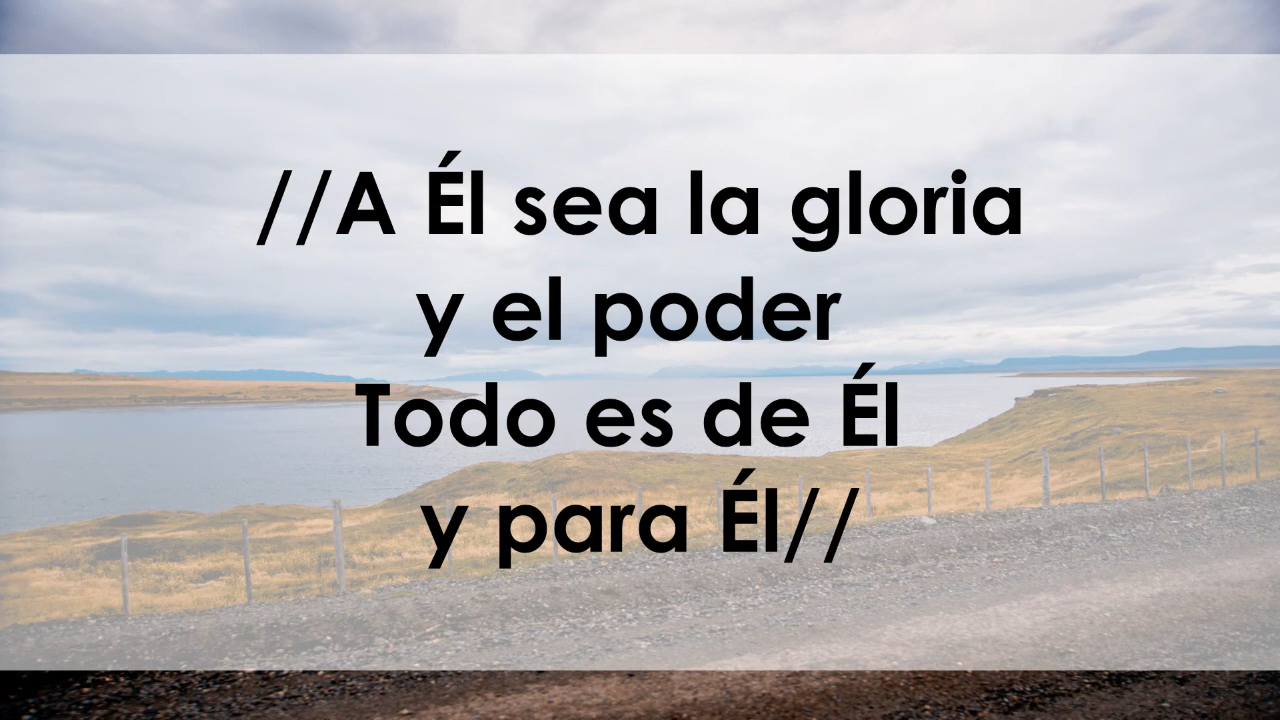 //A Él sea la gloria
y el poder
Todo es de Él
y para Él//